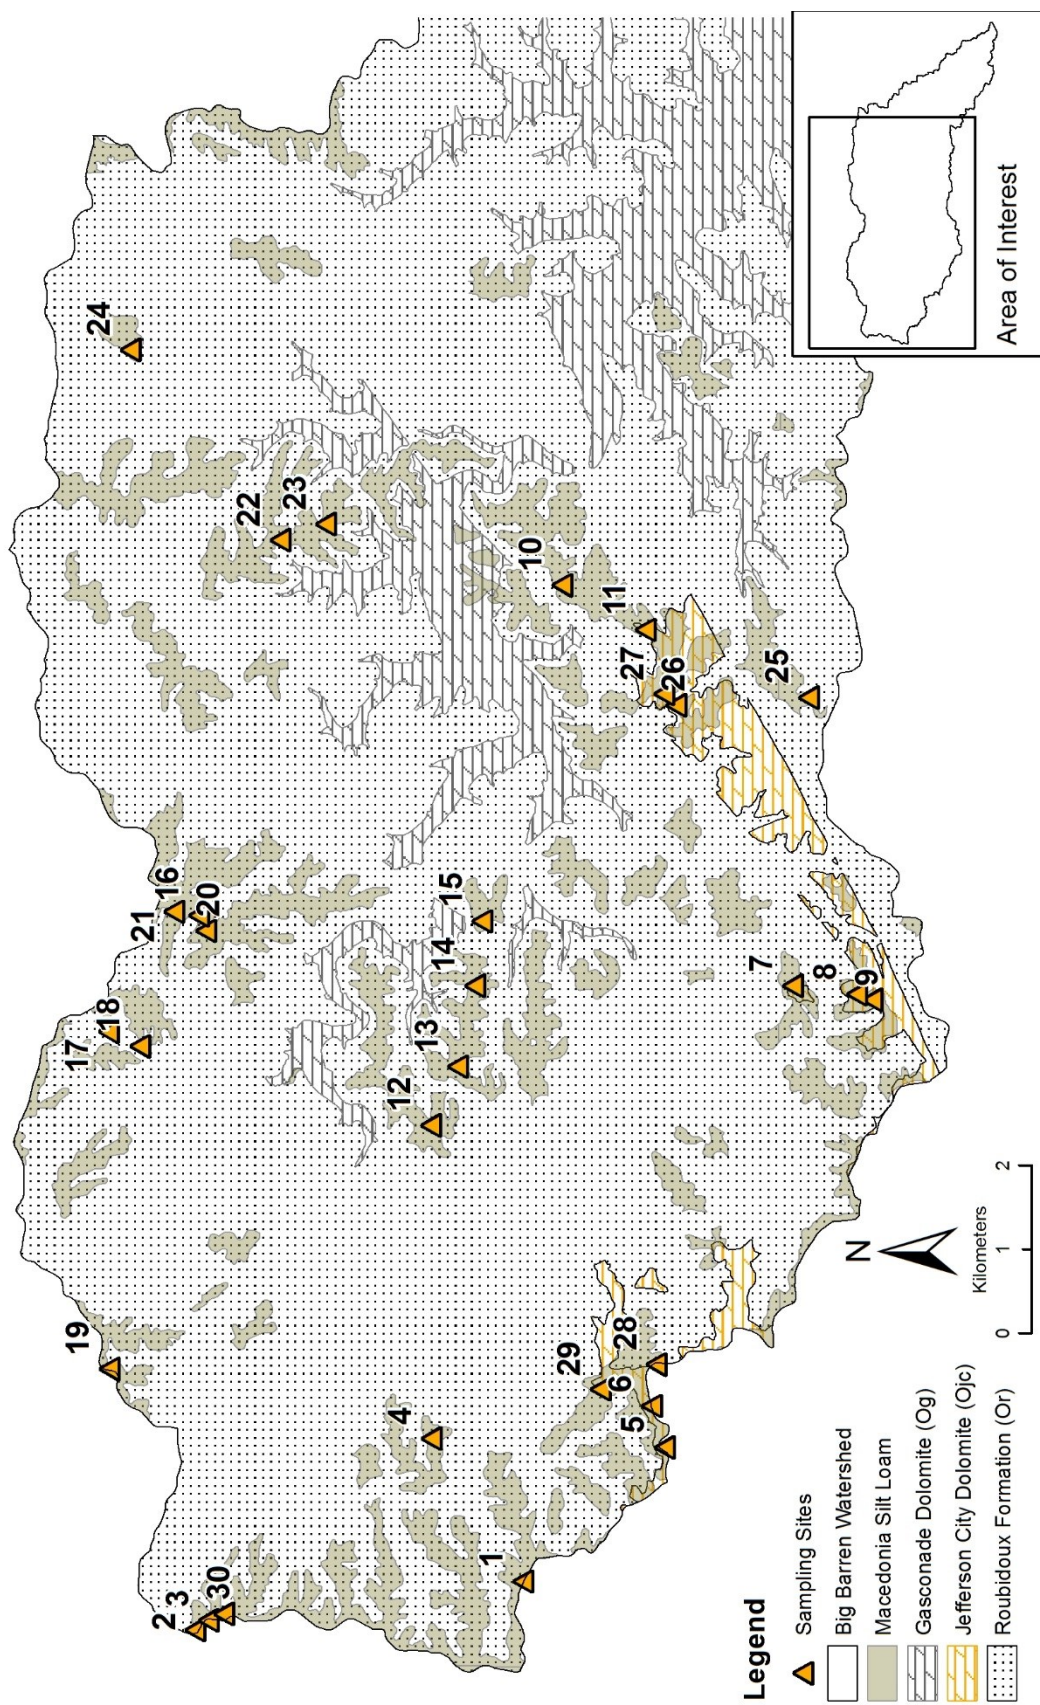 24
22
23
10
11
27
26
25
21
16
20
15
14
13
12
17
18
7
8
9
19
29
28
6
5
4
1
2
3
30
N
0 1 2
Kilometers
Legend
Sampling Sites
Big Barren Watershed
Macedonia Silt Loam
Gasconade Dolomite (Og)
Jefferson City Dolomite (Ojc)
Roubidoux Formation (Or)
Area of Interest